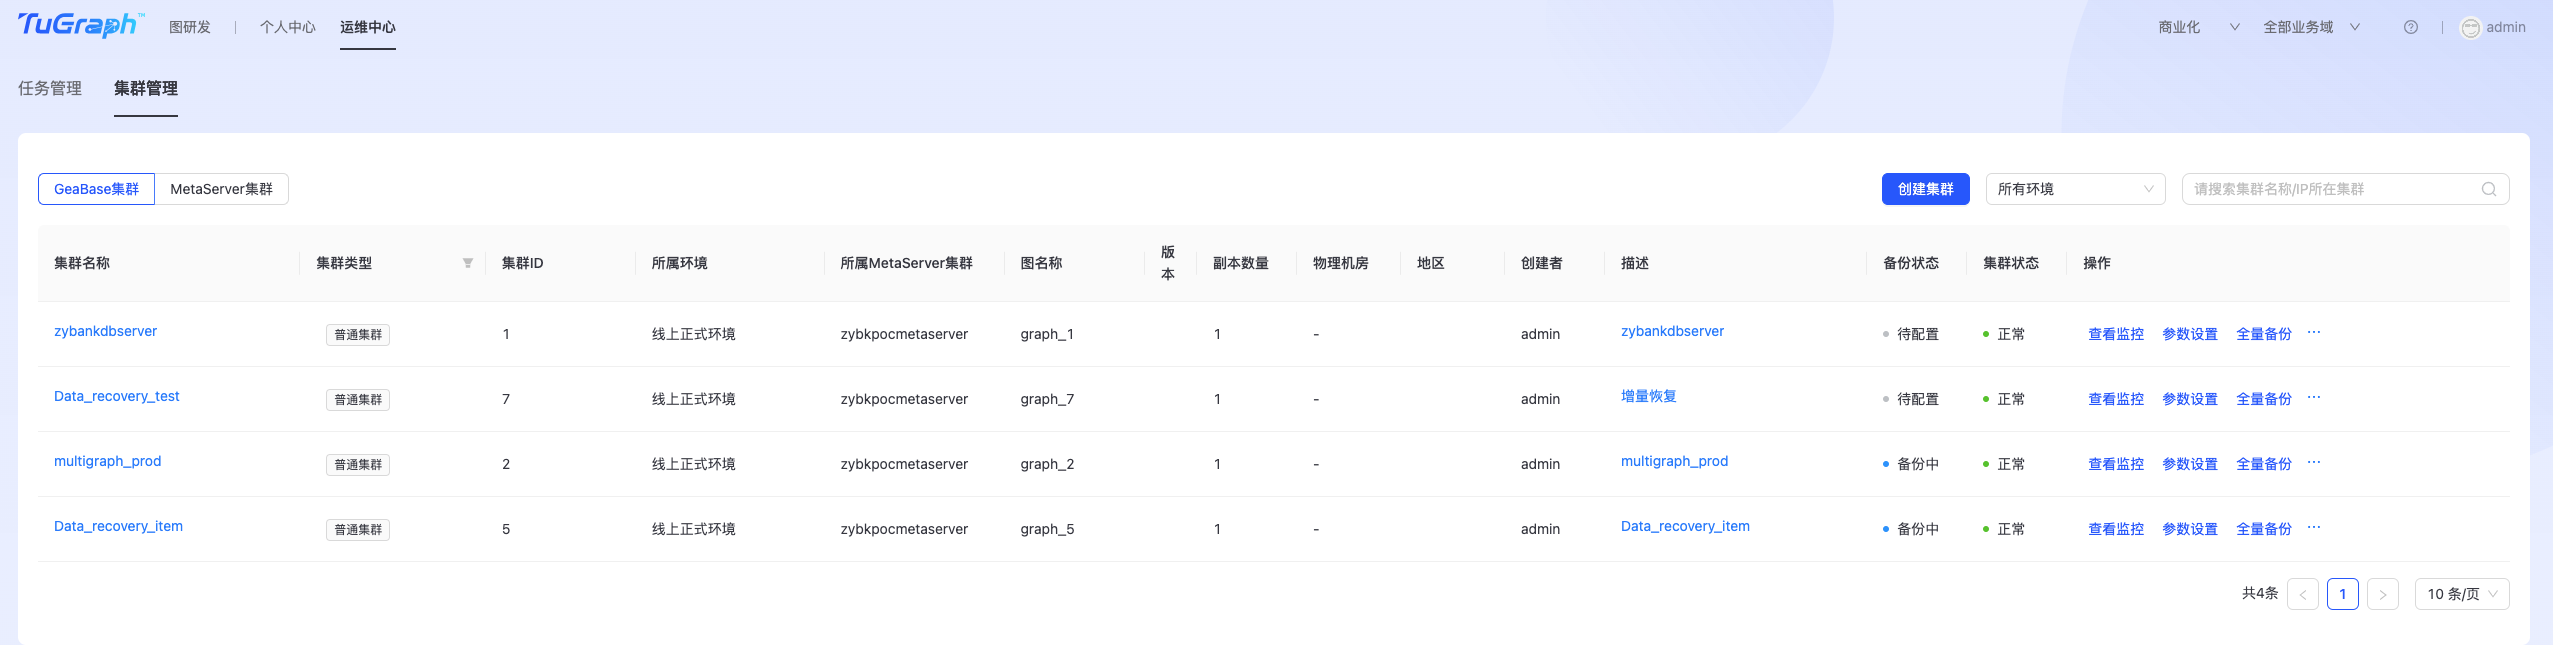 TuGraph™ 图研发 个人中心 运维中心 商业化 全部业务域 admin
任务管理 集群管理
GeaBase集群 MetaServer集群 创建集群 所有环境 请搜索集群名称/IP所在集群
集群名称 集群类型 集群ID 所属环境 所属MetaServer集群 图名称 版本 副本数量 物理机房 地区 创建者 描述 备份状态 集群状态 操作
zybankdbserver 普通集群 1 线上正式环境 zybkpocmetaserver graph_1 1 - admin zybankdbserver 待配置 正常 查看监控 参数设置 全量备份 ···
Data_recovery_test 普通集群 7 线上正式环境 zybkpocmetaserver graph_7 1 - admin 增量恢复 待配置 正常 查看监控 参数设置 全量备份 ···
multigraph_prod 普通集群 2 线上正式环境 zybkpocmetaserver graph_2 1 - admin multigraph_prod 备份中 正常 查看监控 参数设置 全量备份 ···
Data_recovery_item 普通集群 5 线上正式环境 zybkpocmetaserver graph_5 1 - admin Data_recovery_item 备份中 正常 查看监控 参数设置 全量备份 ···
共4条 < 1 > 10 条/页